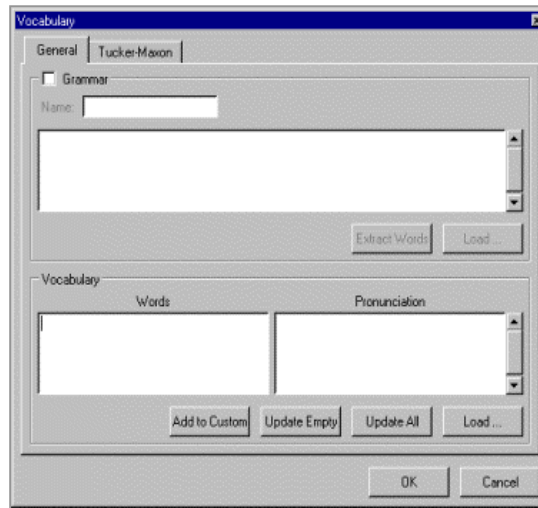 Vocabulary
General Tucker-Maxon
Grammar
Name:
Extract Words Load ...
Vocabulary
Words Pronunciation
Add to Custom Update Empty Update All Load ...
OK Cancel